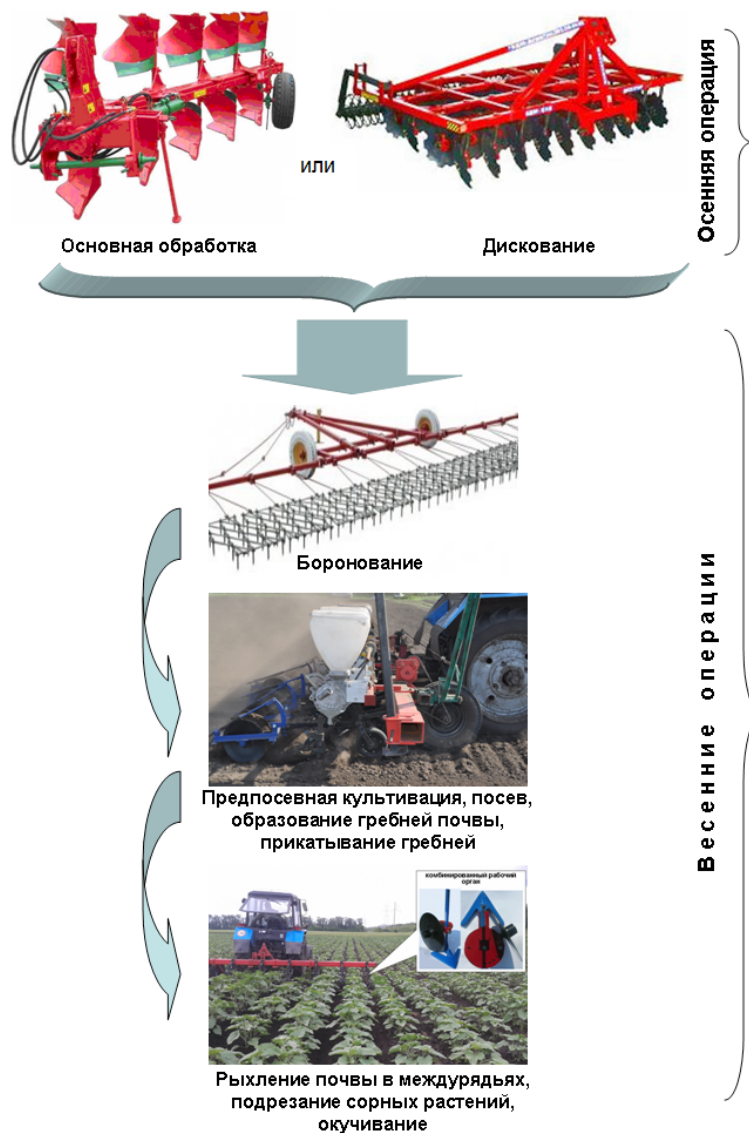 или
Основная обработка
Дискование
Осенняя операция
Боронование
Предпосевная культивация, посев,
образование гребней почвы,
прикатывание гребней
комбинированный рабочий
орган
Рыхление почвы в междурядьях,
подрезание сорных растений,
окучивание
Весенние операции